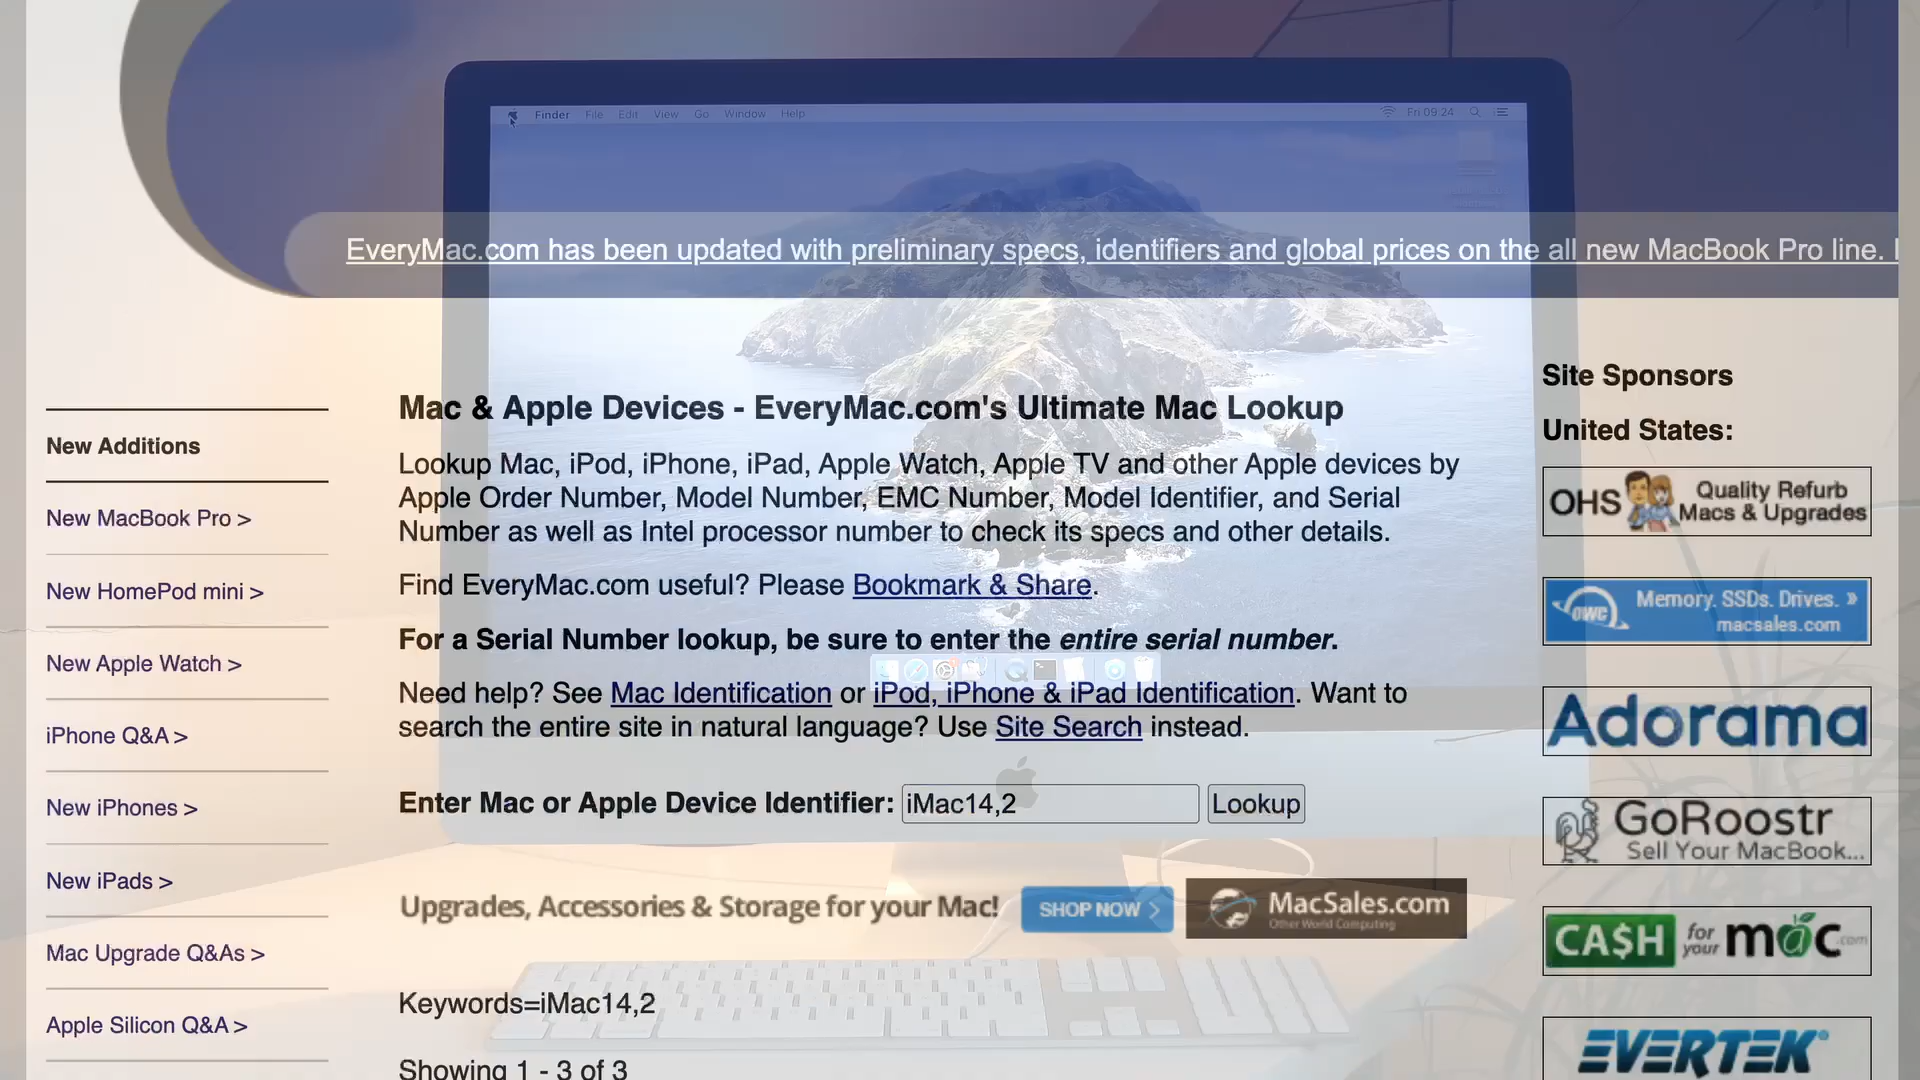 Finder File Edit View Go Window Help
Fri 09:24
EveryMac.com has been updated with preliminary specs, identifiers and global prices on the all new MacBook Pro line.
New Additions
New MacBook Pro >
New HomePod mini >
New Apple Watch >
iPhone Q&A >
New iPhones >
New iPads >
Mac Upgrade Q&As >
Apple Silicon Q&A >
Mac & Apple Devices - EveryMac.com's Ultimate Mac Lookup
Lookup Mac, iPod, iPhone, iPad, Apple Watch, Apple TV and other Apple devices by
Apple Order Number, Model Number, EMC Number, Model Identifier, and Serial
Number as well as Intel processor number to check its specs and other details.
Find EveryMac.com useful? Please Bookmark & Share.
For a Serial Number lookup, be sure to enter the entire serial number.
Need help? See Mac Identification or iPod, iPhone & iPad Identification. Want to
search the entire site in natural language? Use Site Search instead.
Enter Mac or Apple Device Identifier: iMac14,2 Lookup
Upgrades, Accessories & Storage for your Mac! SHOP NOW > MacSales.com
Other World Computing
Keywords=iMac14,2
Showing 1 - 3 of 3
Site Sponsors
United States:
OHS Quality Refurb
Macs & Upgrades
OWC Memory. SSDs. Drives. »
macsales.com
Adorama
GoRoostr
Sell Your MacBook...
CA$H for your mac.com
EVERTEK